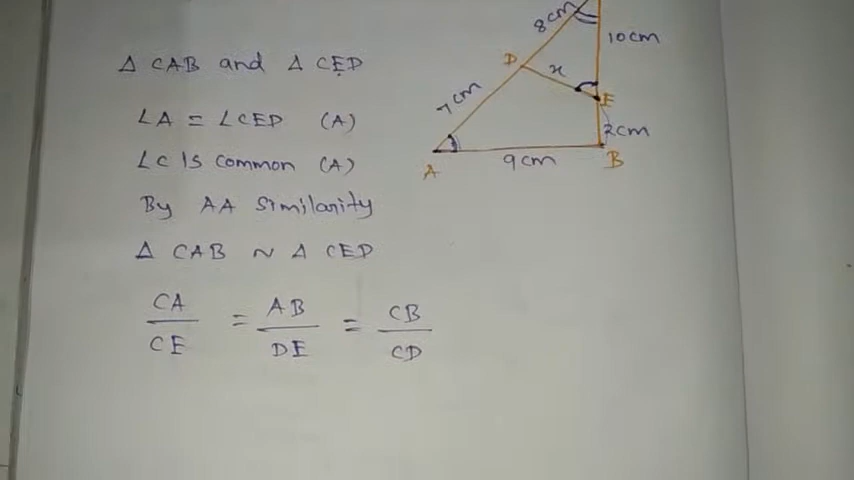 Δ CAB and Δ CED
∠A = ∠CED (A)
∠C Is common (A)
By AA Similarity
Δ CAB ~ Δ CED
CA/CE = AB/DE = CB/CD
8cm
10cm
D
x
7cm
E
2cm
A
9cm
B